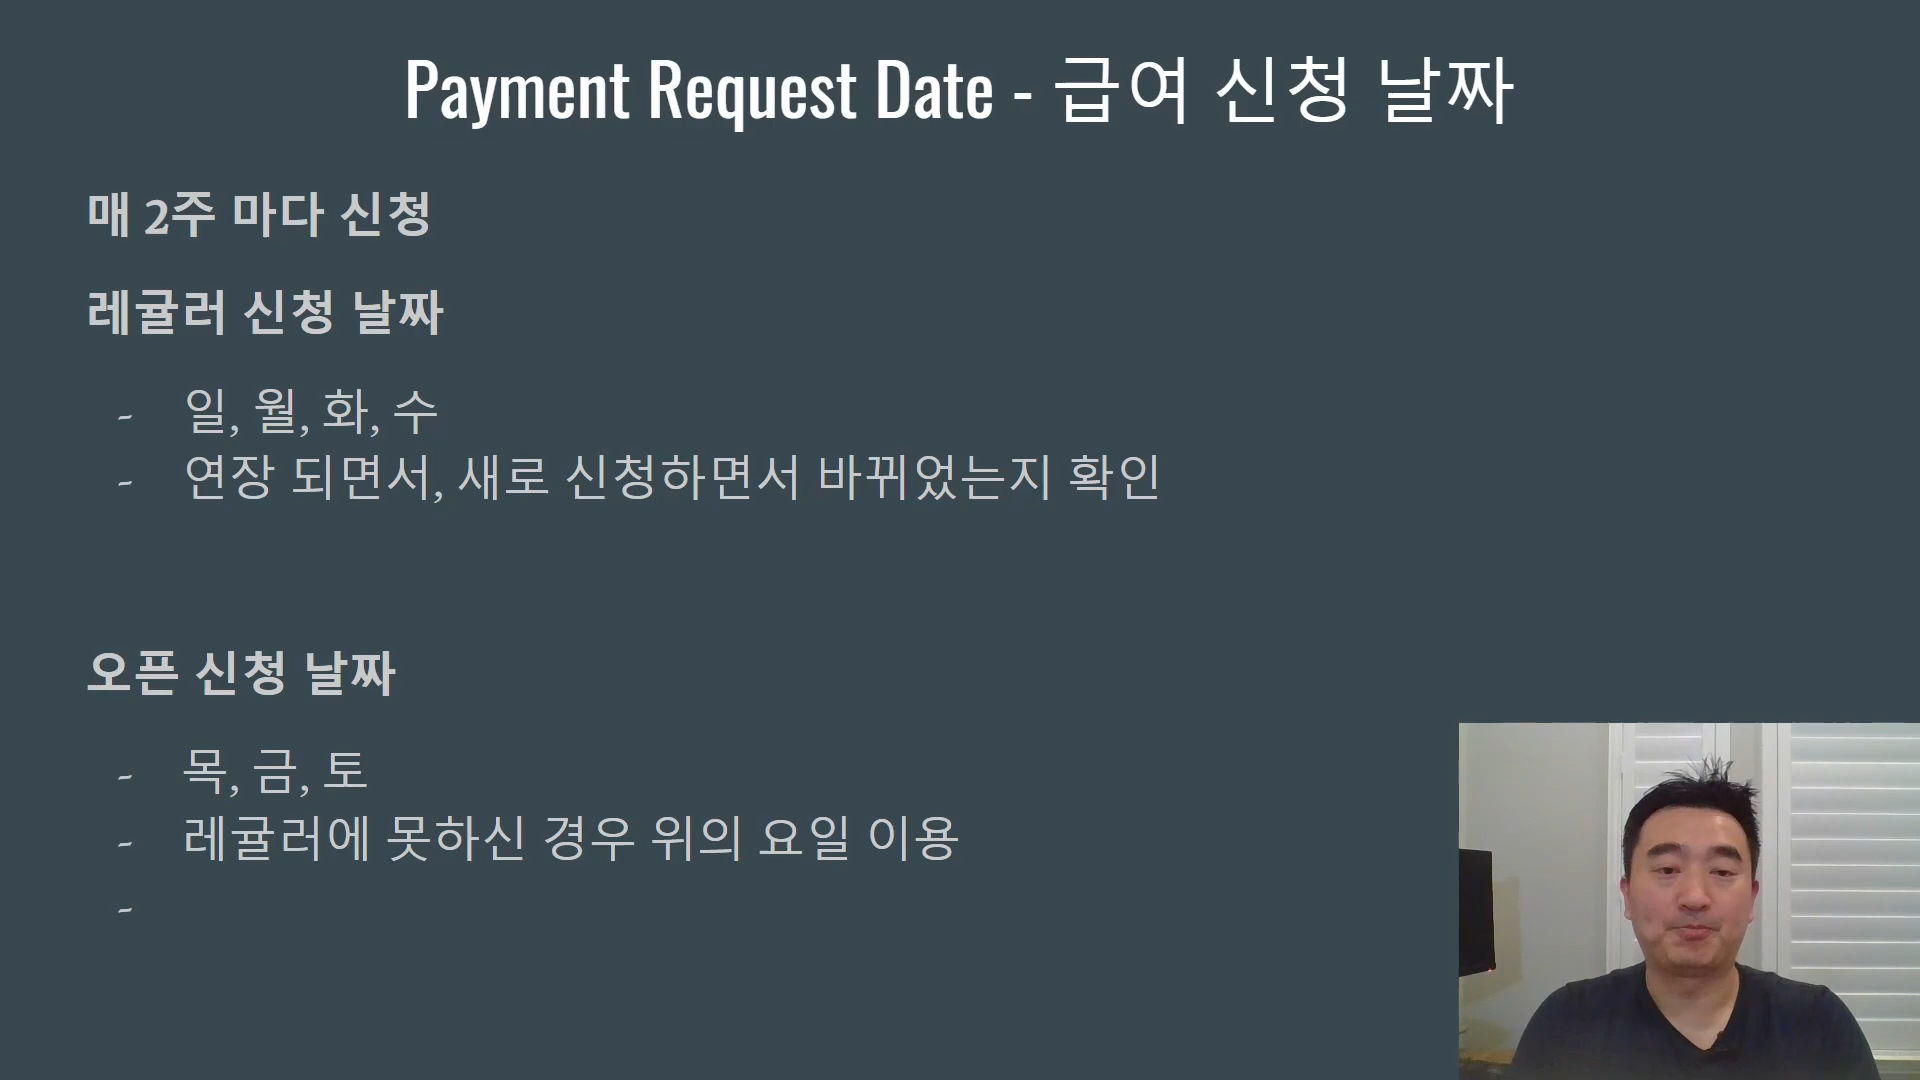 Payment Request Date - 급여 신청 날짜
매 2주 마다 신청
레귤러 신청 날짜
- 일, 월, 화, 수
- 연장 되면서, 새로 신청하면서 바뀌었는지 확인
오픈 신청 날짜
- 목, 금, 토
- 레귤러에 못하신 경우 위의 요일 이용
-